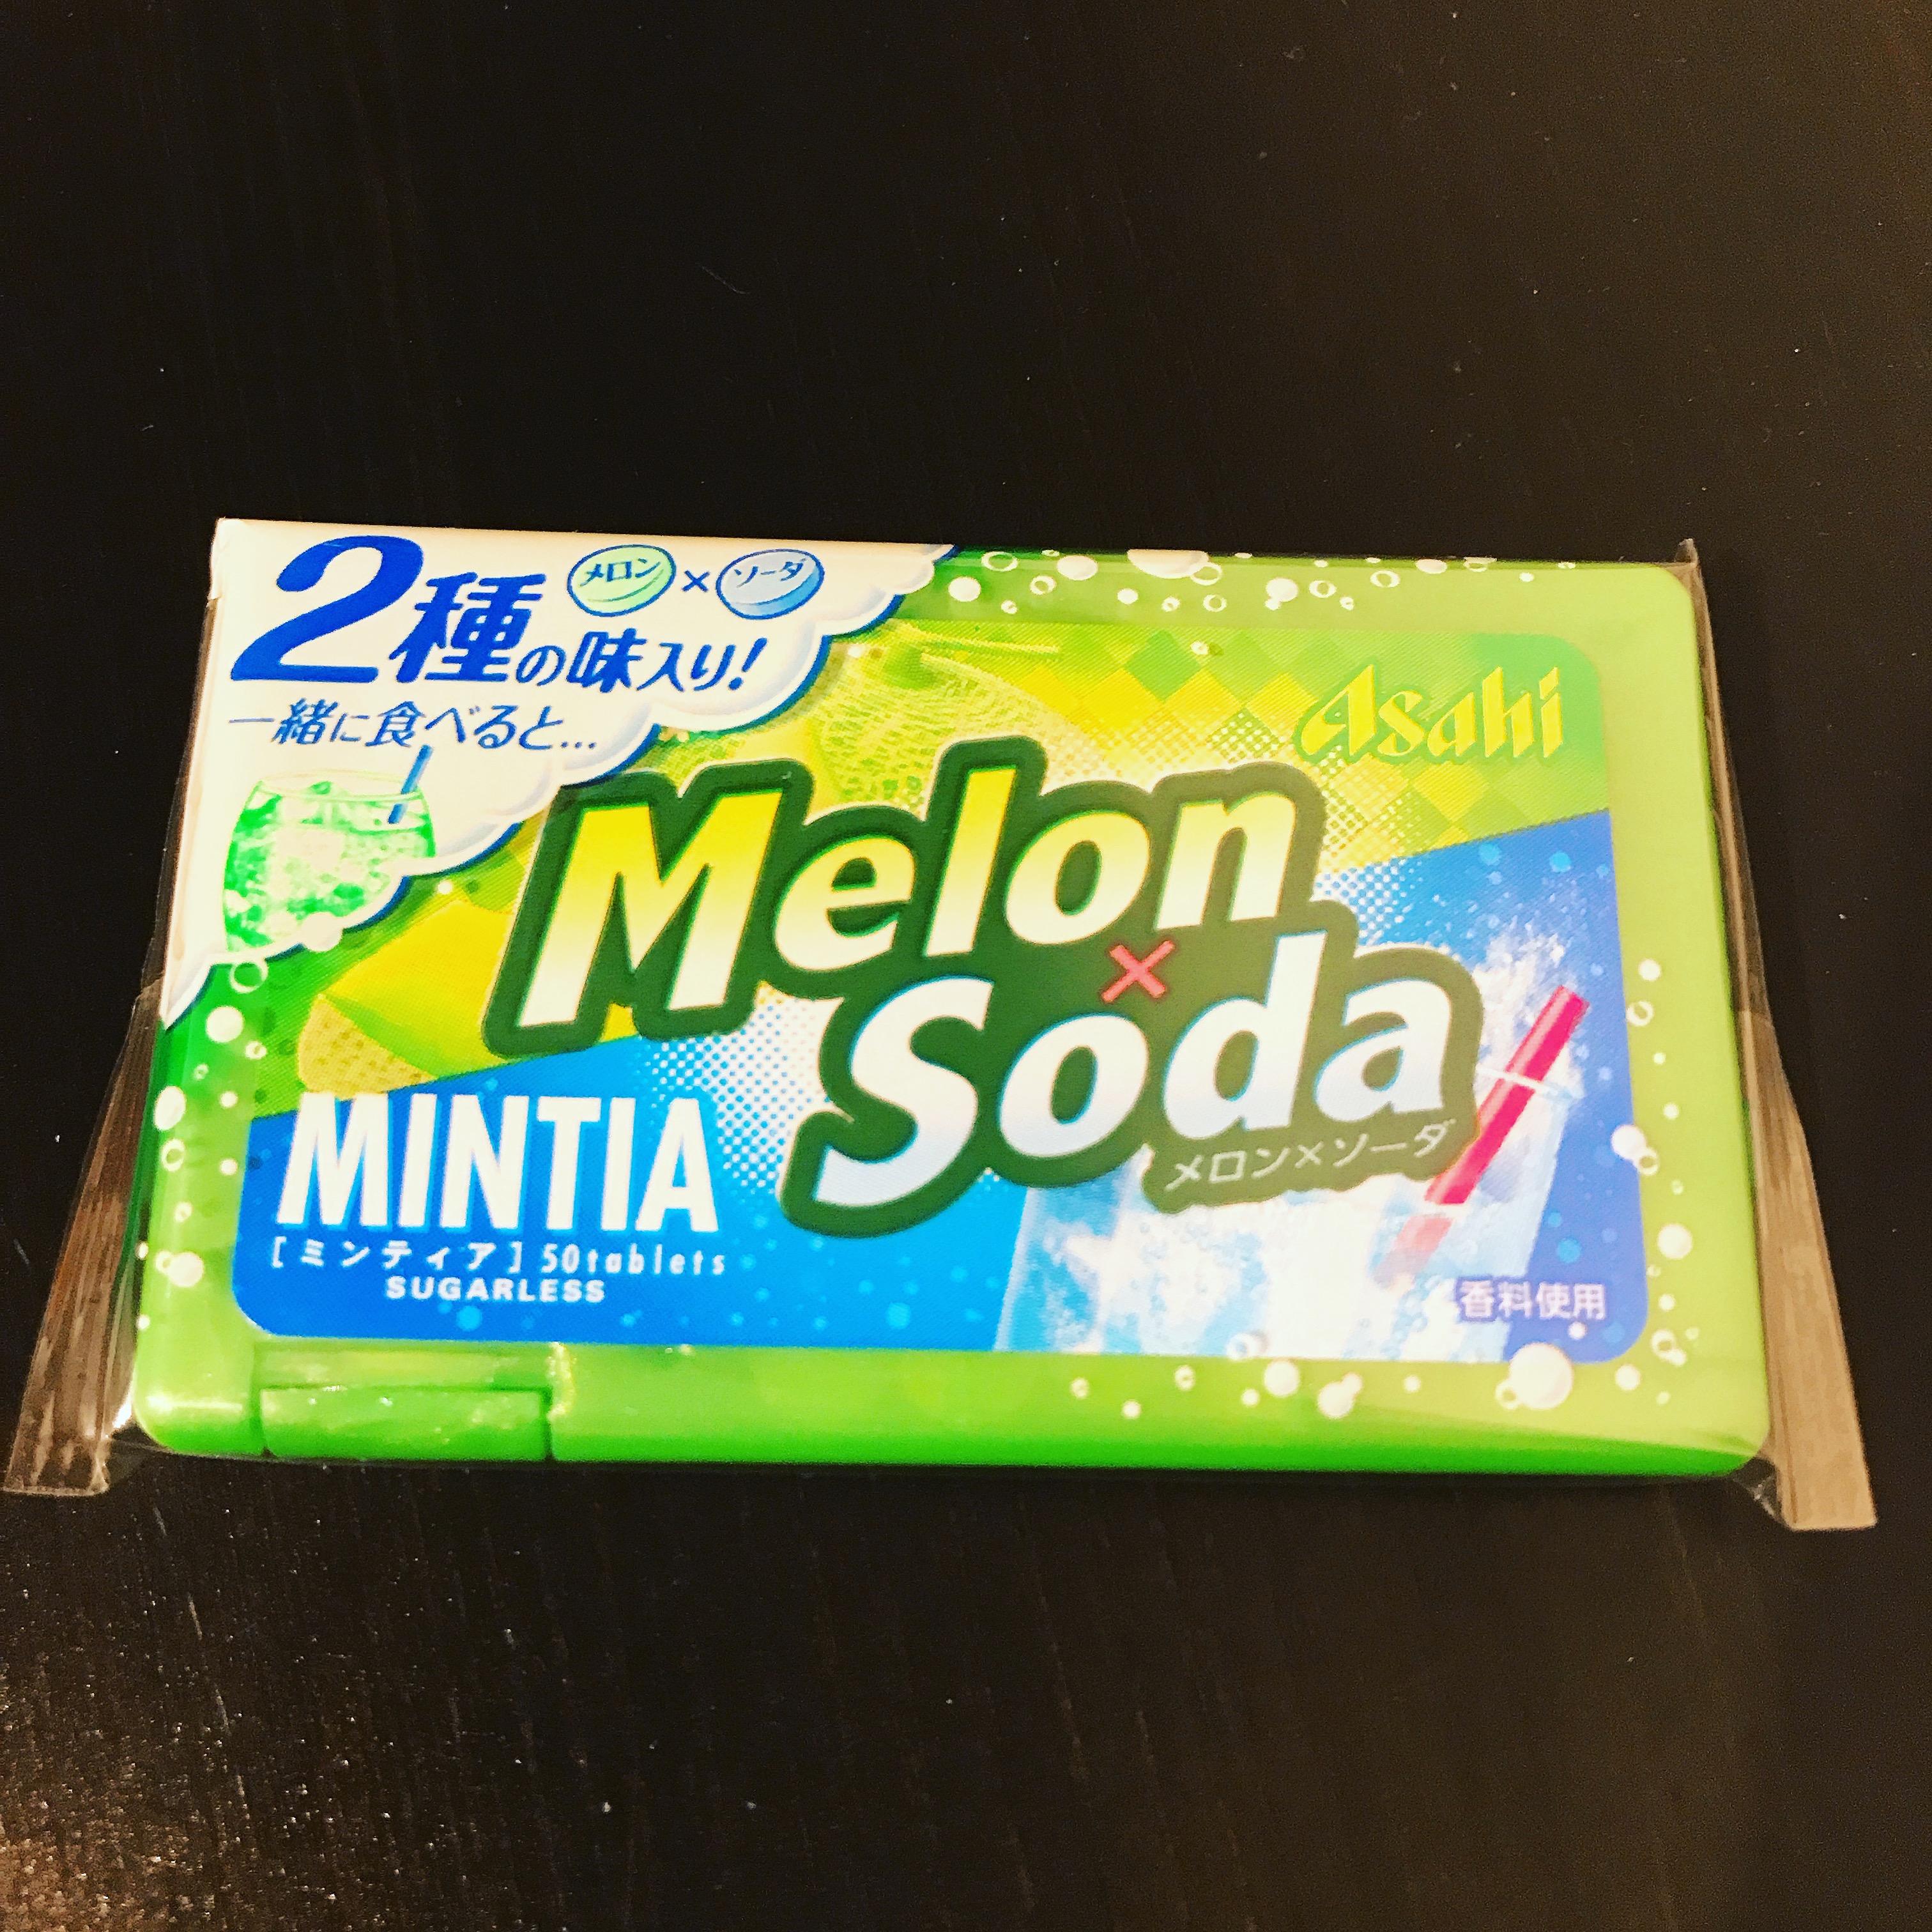 2種の味入り!
メロン×ソーダ
一緒に食べると...
Asahi
Melon
×
Soda
メロン×ソーダ
MINTIA
[ミンティア] 50tablets
SUGARLESS
香料使用